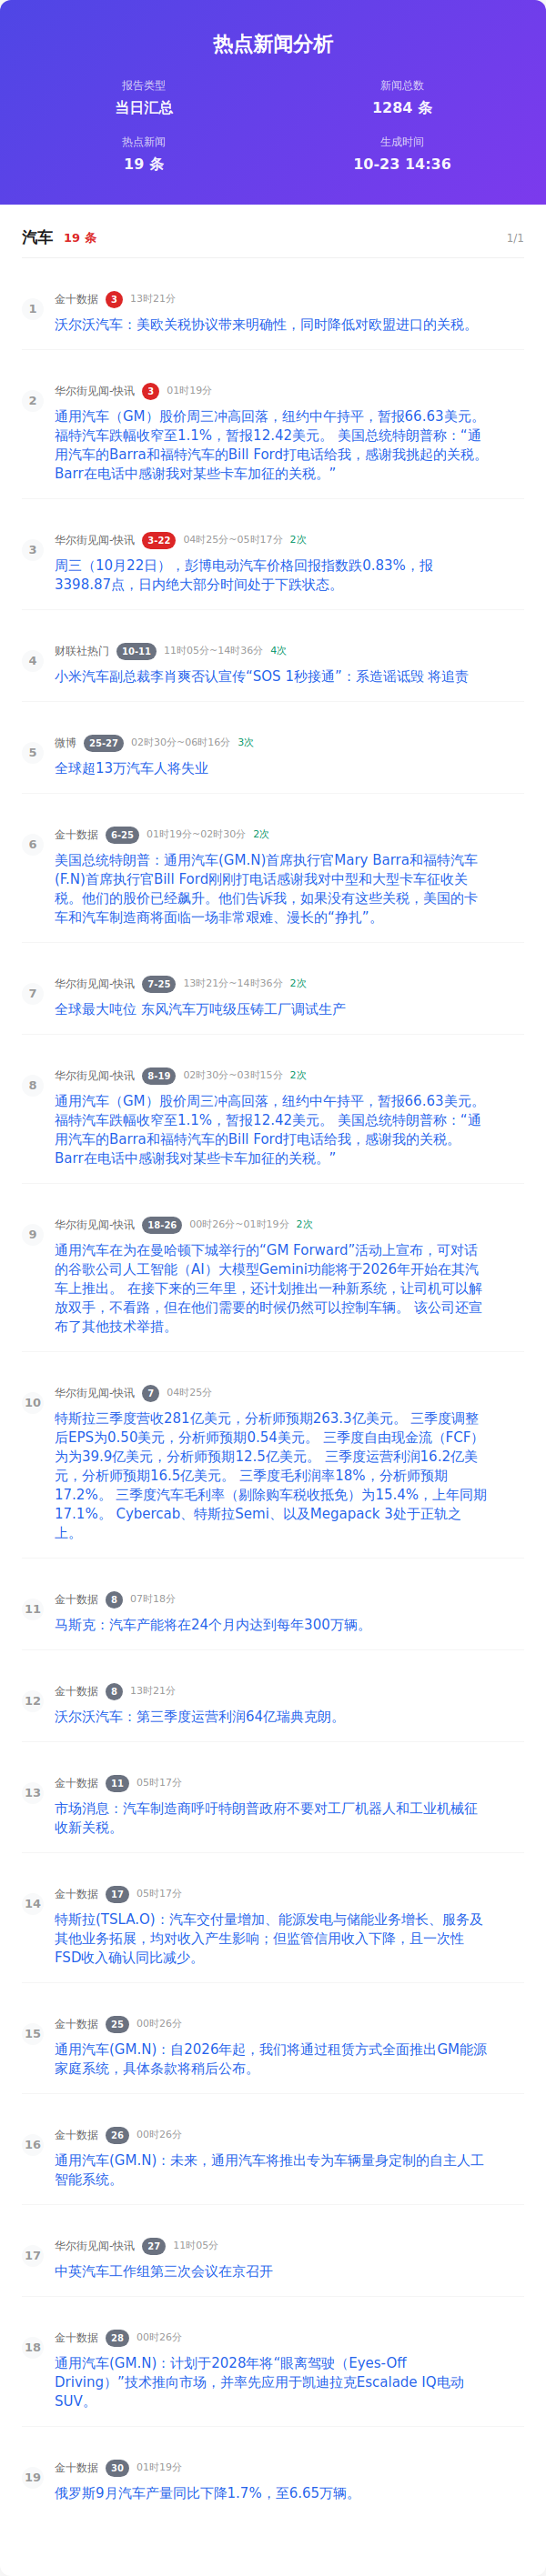 热点新闻分析
报告类型
新闻总数
当日汇总
1284 条
热点新闻
生成时间
19 条
10-23 14:36
汽车 19 条 1/1
1
金十数据 3 13时21分
沃尔沃汽车：美欧关税协议带来明确性，同时降低对欧盟进口的关税。
2
华尔街见闻-快讯 3 01时19分
通用汽车（GM）股价周三冲高回落，纽约中午持平，暂报66.63美元。
福特汽车跌幅收窄至1.1%，暂报12.42美元。 美国总统特朗普称：“通
用汽车的Barra和福特汽车的Bill Ford打电话给我，感谢我挑起的关税。
Barr在电话中感谢我对某些卡车加征的关税。”
3
华尔街见闻-快讯 3-22 04时25分~05时17分 2次
周三（10月22日），彭博电动汽车价格回报指数跌0.83%，报
3398.87点，日内绝大部分时间处于下跌状态。
4
财联社热门 10-11 11时05分~14时36分 4次
小米汽车副总裁李肖爽否认宣传“SOS 1秒接通”：系造谣诋毁 将追责
5
微博 25-27 02时30分~06时16分 3次
全球超13万汽车人将失业
6
金十数据 6-25 01时19分~02时30分 2次
美国总统特朗普：通用汽车(GM.N)首席执行官Mary Barra和福特汽车
(F.N)首席执行官Bill Ford刚刚打电话感谢我对中型和大型卡车征收关
税。他们的股价已经飙升。他们告诉我，如果没有这些关税，美国的卡
车和汽车制造商将面临一场非常艰难、漫长的“挣扎”。
7
华尔街见闻-快讯 7-25 13时21分~14时36分 2次
全球最大吨位 东风汽车万吨级压铸工厂调试生产
8
华尔街见闻-快讯 8-19 02时30分~03时15分 2次
通用汽车（GM）股价周三冲高回落，纽约中午持平，暂报66.63美元。
福特汽车跌幅收窄至1.1%，暂报12.42美元。 美国总统特朗普称：“通
用汽车的Barra和福特汽车的Bill Ford打电话给我，感谢我的关税。
Barr在电话中感谢我对某些卡车加征的关税。”
9
华尔街见闻-快讯 18-26 00时26分~01时19分 2次
通用汽车在为在曼哈顿下城举行的“GM Forward”活动上宣布，可对话
的谷歌公司人工智能（AI）大模型Gemini功能将于2026年开始在其汽
车上推出。 在接下来的三年里，还计划推出一种新系统，让司机可以解
放双手，不看路，但在他们需要的时候仍然可以控制车辆。 该公司还宣
布了其他技术举措。
10
华尔街见闻-快讯 7 04时25分
特斯拉三季度营收281亿美元，分析师预期263.3亿美元。 三季度调整
后EPS为0.50美元，分析师预期0.54美元。 三季度自由现金流（FCF）
为为39.9亿美元，分析师预期12.5亿美元。 三季度运营利润16.2亿美
元，分析师预期16.5亿美元。 三季度毛利润率18%，分析师预期
17.2%。 三季度汽车毛利率（剔除购车税收抵免）为15.4%，上年同期
17.1%。 Cybercab、特斯拉Semi、以及Megapack 3处于正轨之
上。
11
金十数据 8 07时18分
马斯克：汽车产能将在24个月内达到每年300万辆。
12
金十数据 8 13时21分
沃尔沃汽车：第三季度运营利润64亿瑞典克朗。
13
金十数据 11 05时17分
市场消息：汽车制造商呼吁特朗普政府不要对工厂机器人和工业机械征
收新关税。
14
金十数据 17 05时17分
特斯拉(TSLA.O)：汽车交付量增加、能源发电与储能业务增长、服务及
其他业务拓展，均对收入产生影响；但监管信用收入下降，且一次性
FSD收入确认同比减少。
15
金十数据 25 00时26分
通用汽车(GM.N)：自2026年起，我们将通过租赁方式全面推出GM能源
家庭系统，具体条款将稍后公布。
16
金十数据 26 00时26分
通用汽车(GM.N)：未来，通用汽车将推出专为车辆量身定制的自主人工
智能系统。
17
华尔街见闻-快讯 27 11时05分
中英汽车工作组第三次会议在京召开
18
金十数据 28 00时26分
通用汽车(GM.N)：计划于2028年将“眼离驾驶（Eyes-Off
Driving）”技术推向市场，并率先应用于凯迪拉克Escalade IQ电动
SUV。
19
金十数据 30 01时19分
俄罗斯9月汽车产量同比下降1.7%，至6.65万辆。